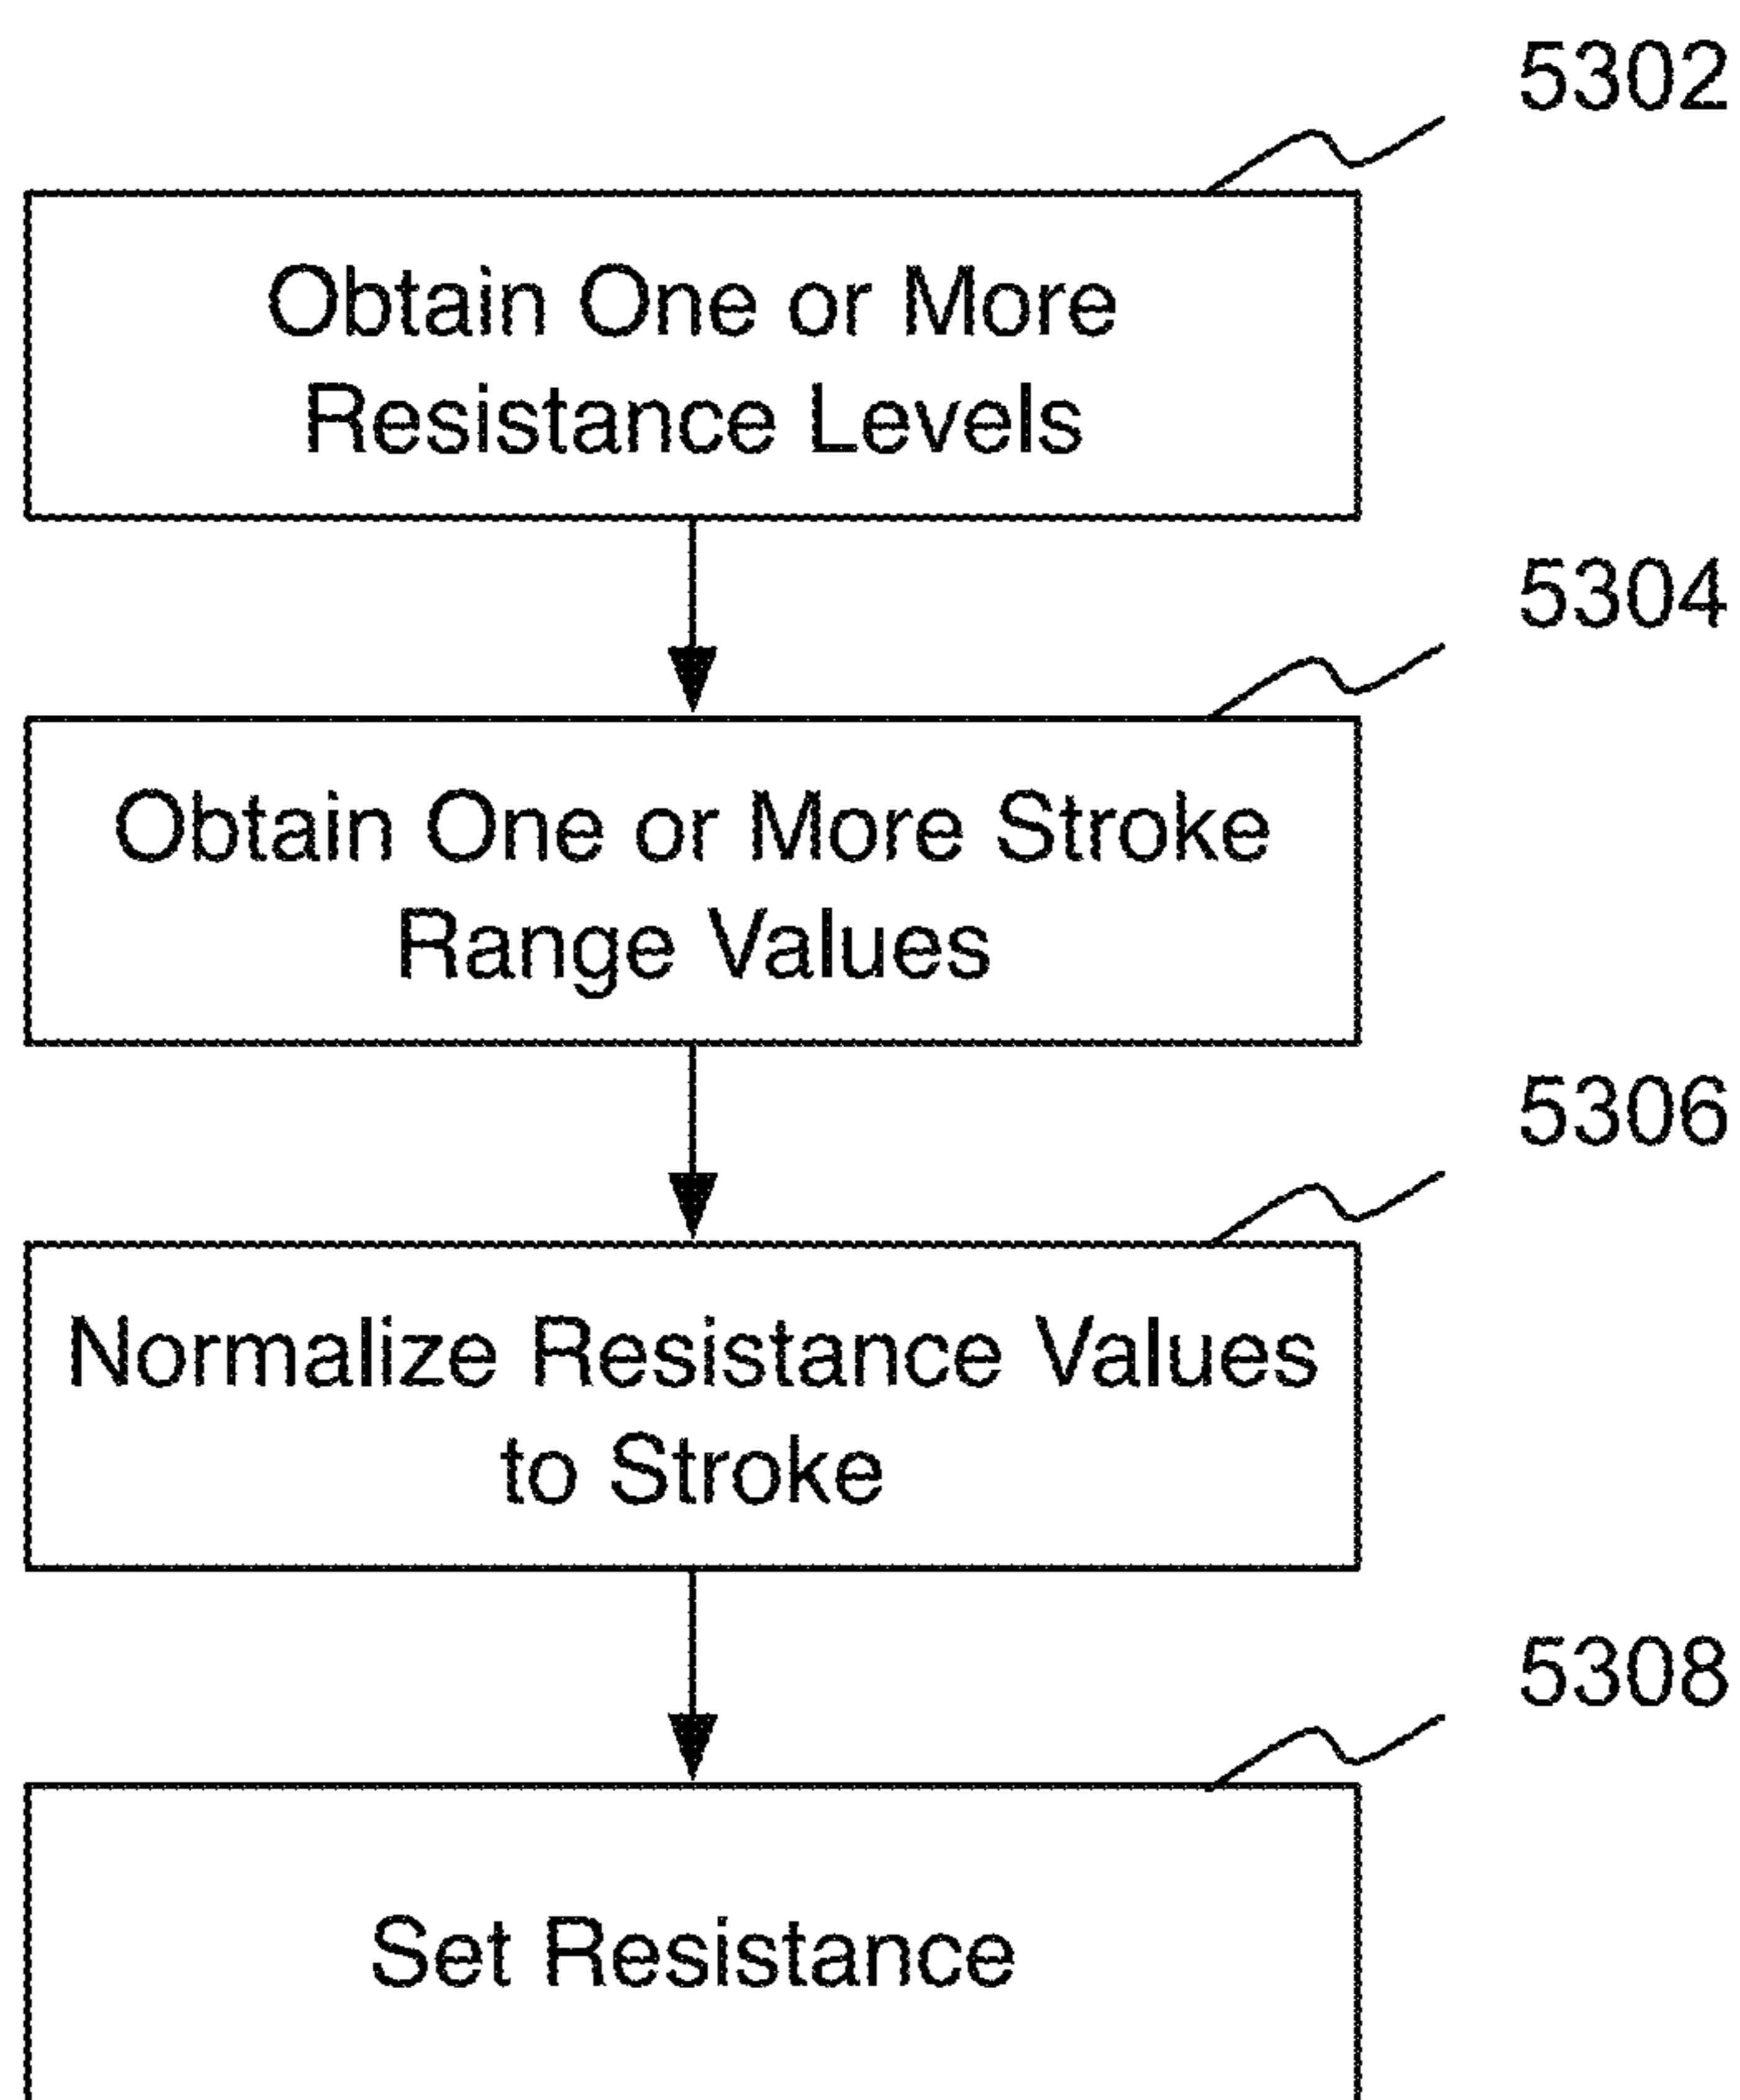 5302
Obtain One or More
Resistance Levels
5304
Obtain One or More Stroke
Range Values
5306
Normalize Resistance Values
to Stroke
5308
Set Resistance